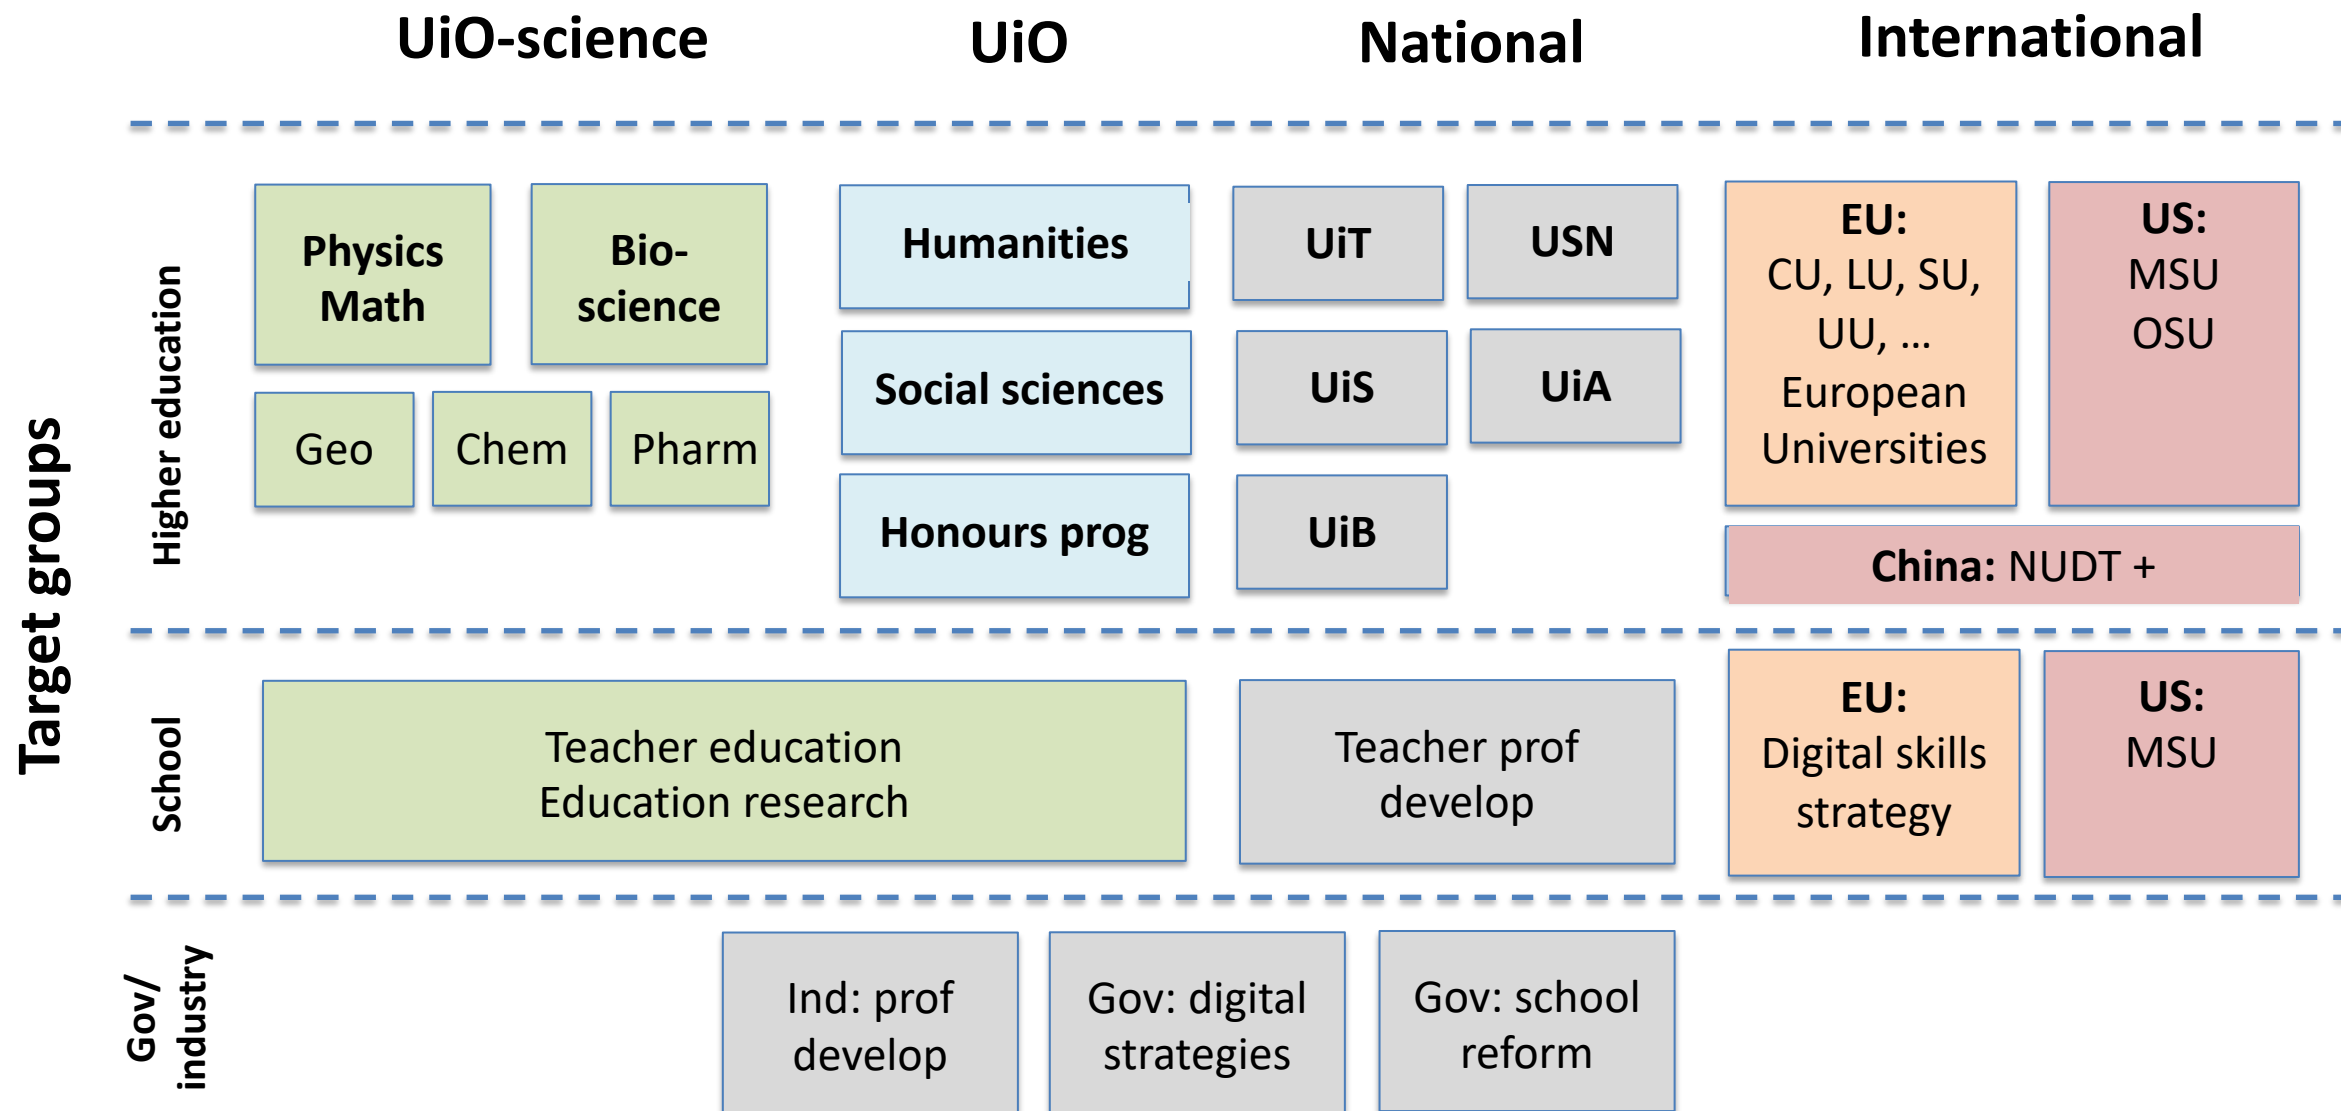 UiO-science
UiO
National
International
Target groups
Higher education
Physics
Math
Bio-
science
Geo
Chem
Pharm
Humanities
Social sciences
Honours prog
UiT
USN
UiS
UiA
UiB
EU:
CU, LU, SU,
UU, ...
European
Universities
US:
MSU
OSU
China: NUDT +
School
Teacher education
Education research
Teacher prof
develop
EU:
Digital skills
strategy
US:
MSU
Gov/
industry
Ind: prof
develop
Gov: digital
strategies
Gov: school
reform